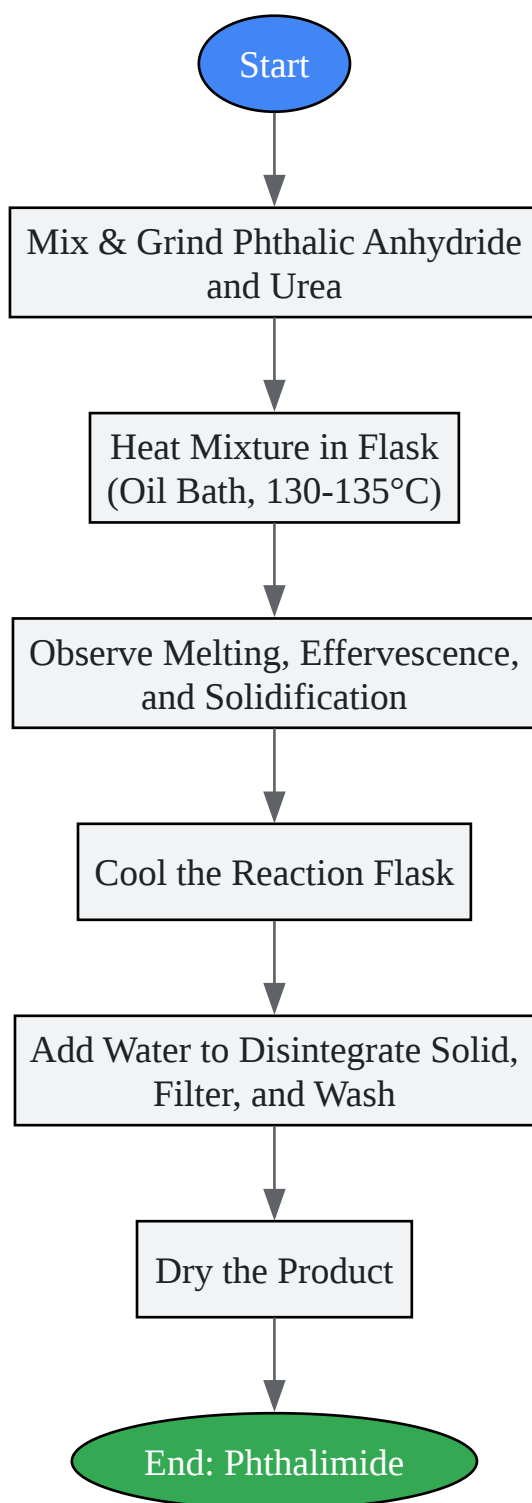 Start
Mix & Grind Phthalic Anhydride
and Urea
Heat Mixture in Flask
(Oil Bath, 130-135°C)
Observe Melting, Effervescence,
and Solidification
Cool the Reaction Flask
Add Water to Disintegrate Solid,
Filter, and Wash
Dry the Product
End: Phthalimide